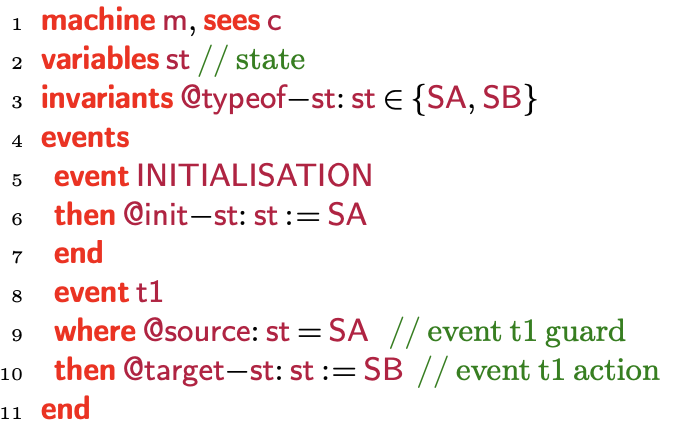 1 machine m, sees c
2 variables st // state
3 invariants @typeof−st: st ∈ {SA, SB}
4 events
5 event INITIALISATION
6 then @init−st: st := SA
7 end
8 event t1
9 where @source: st = SA // event t1 guard
10 then @target−st: st := SB // event t1 action
11 end